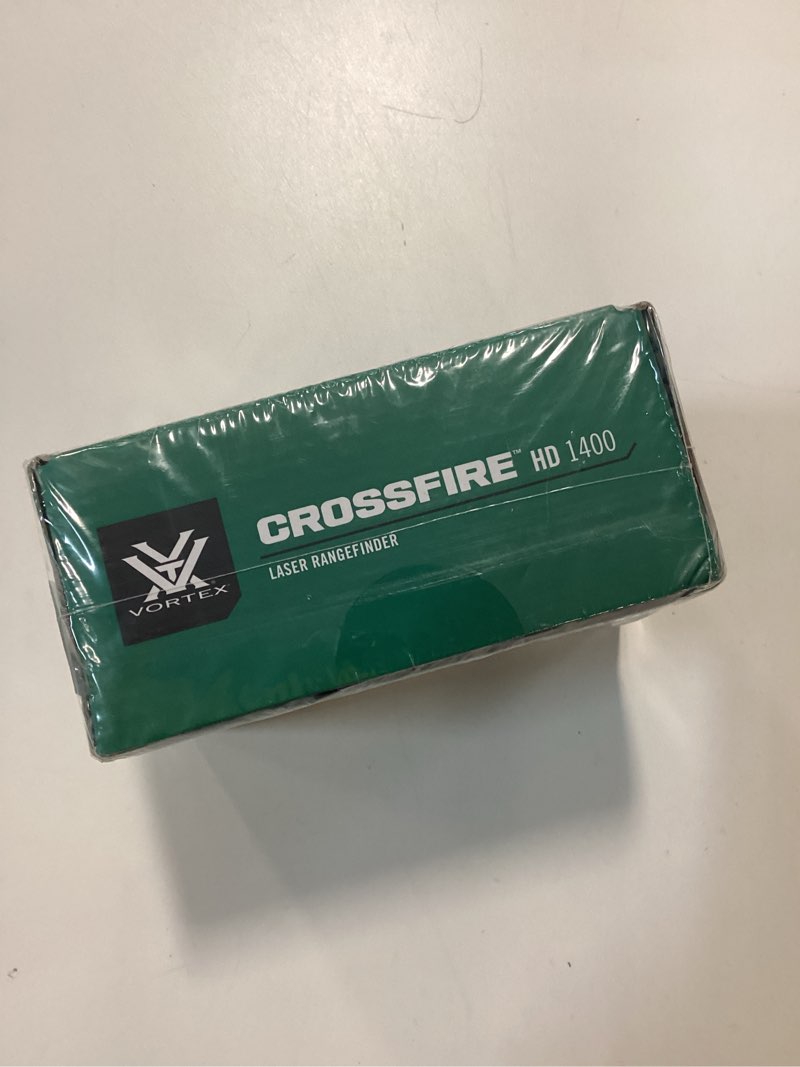 CROSSFIRE™ HD 1400
LASER RANGEFINDER
VORTEX®